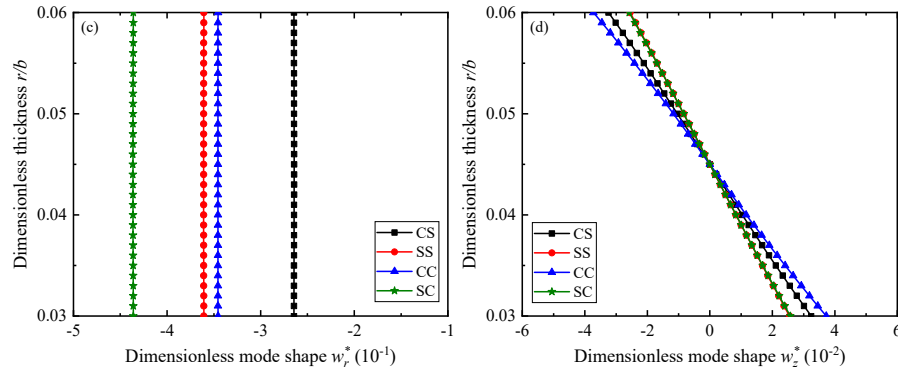 (c)
0.06
0.05
0.04
0.03
Dimensionless thickness r/b
CS
SS
CC
SC
-5 -4 -3 -2 -1
Dimensionless mode shape w_r^* (10^{-1})
(d)
0.06
0.05
0.04
0.03
Dimensionless thickness r/b
CS
SS
CC
SC
-6 -4 -2 0 2 4 6
Dimensionless mode shape w_z^* (10^{-2})